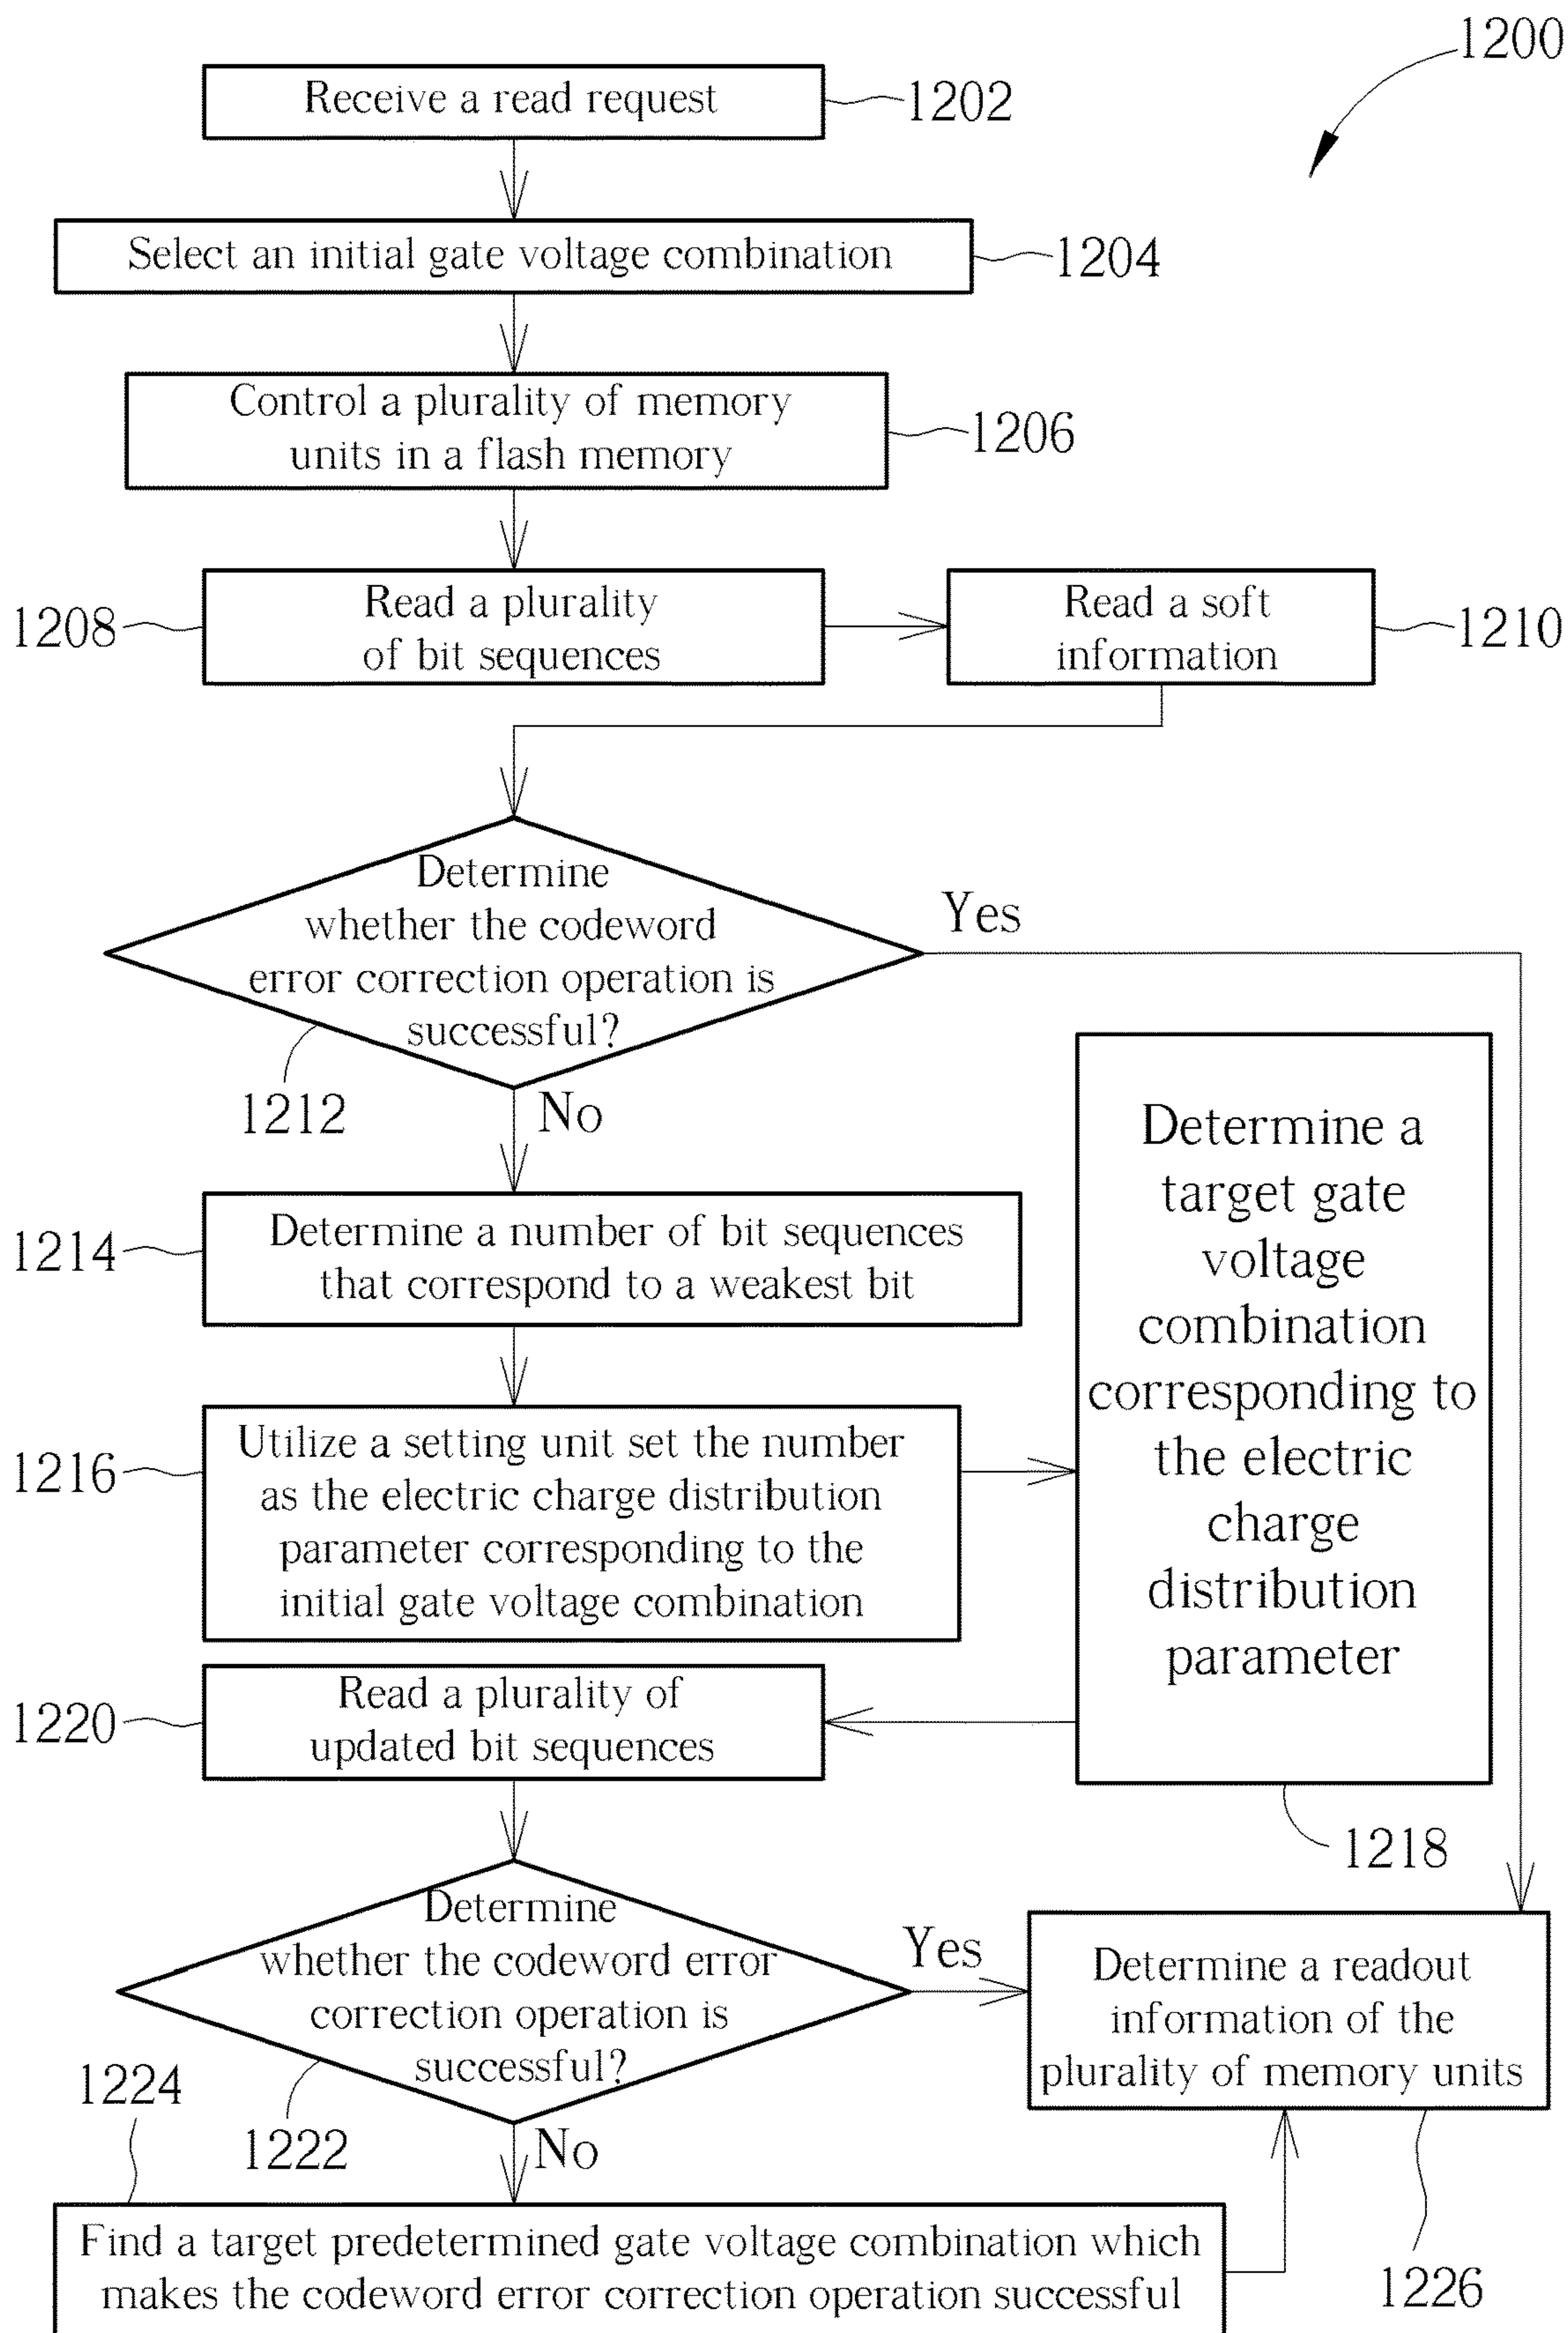 1200
Receive a read request
1202
Select an initial gate voltage combination
1204
Control a plurality of memory
units in a flash memory
1206
1208
Read a plurality
of bit sequences
Read a soft
information
1210
Determine
whether the codeword
error correction operation is
successful?
Yes
1212
No
1214
Determine a number of bit sequences
that correspond to a weakest bit
1216
Utilize a setting unit set the number
as the electric charge distribution
parameter corresponding to the
initial gate voltage combination
Determine a
target gate
voltage
combination
corresponding to
the electric
charge
distribution
parameter
1218
1220
Read a plurality of
updated bit sequences
Determine
whether the codeword error
correction operation is
successful?
Yes
1222
No
Determine a readout
information of the
plurality of memory units
1226
1224
Find a target predetermined gate voltage combination which
makes the codeword error correction operation successful